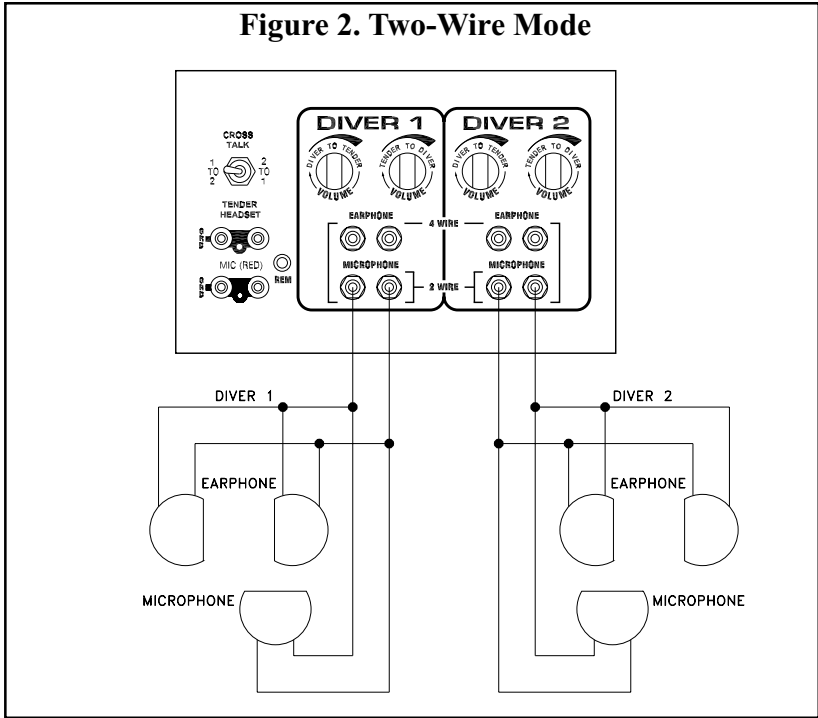 Figure 2. Two-Wire Mode
DIVER 1
DIVER 2
DIVER TO TENDER
VOLUME
TENDER TO DIVER
VOLUME
DIVER TO TENDER
VOLUME
TENDER TO DIVER
VOLUME
CROSS
TALK
1
TO
2
2
TO
1
TENDER
HEADSET
MIC (RED)
REM
EARPHONE
4 WIRE
EARPHONE
MICROPHONE
2 WIRE
MICROPHONE
DIVER 1
DIVER 2
EARPHONE
EARPHONE
MICROPHONE
MICROPHONE